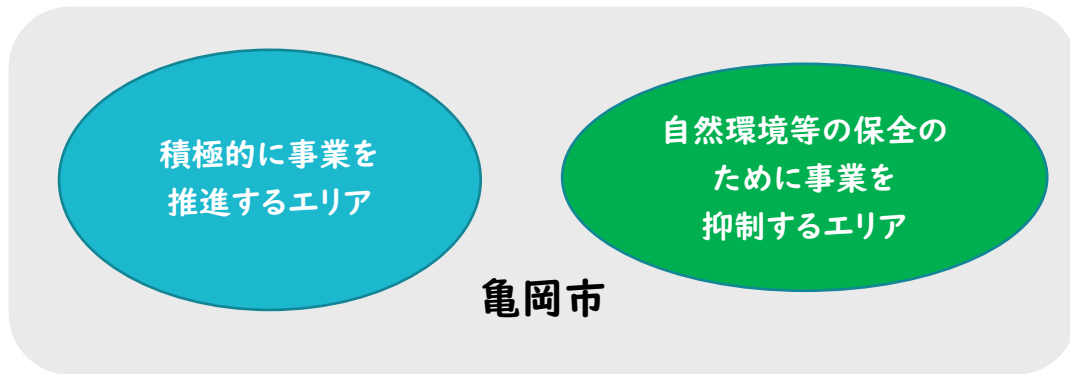 積極的に事業を
推進するエリア
自然環境等の保全の
ために事業を
抑制するエリア
亀岡市